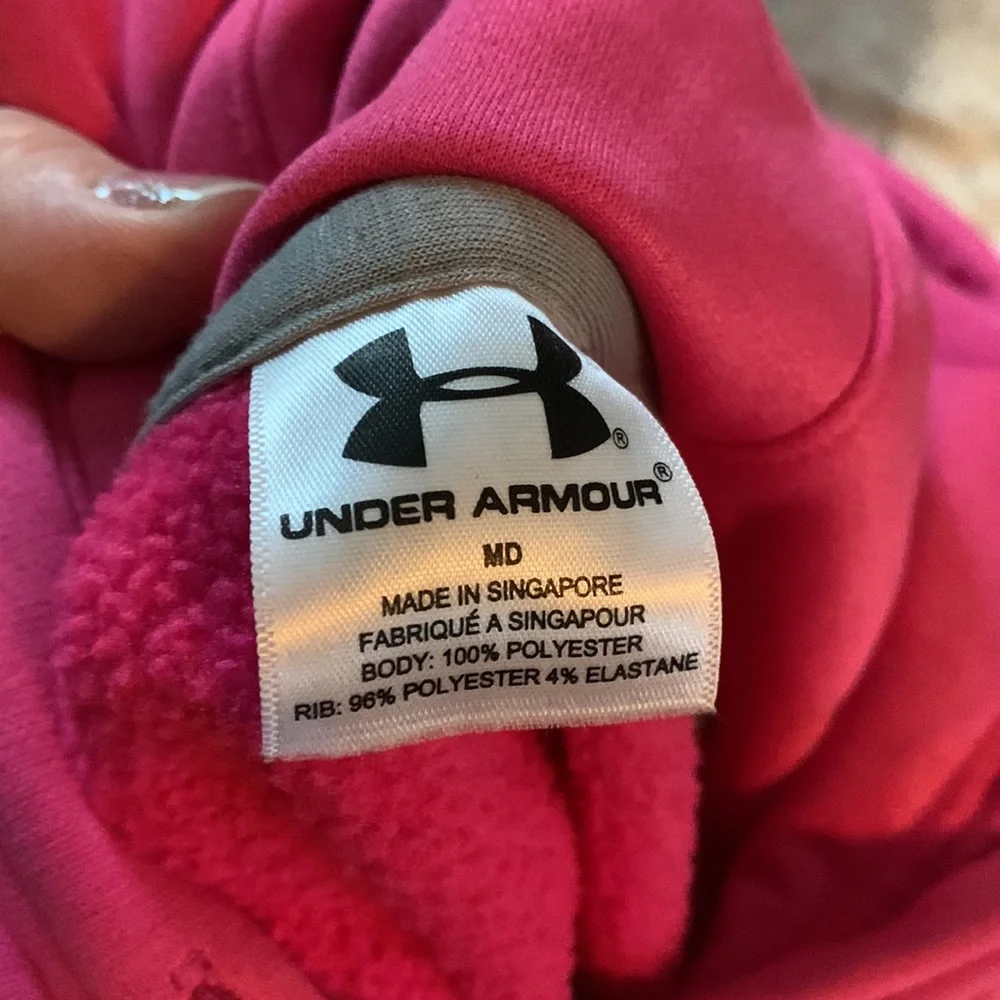 ®
UNDER ARMOUR®
MD
MADE IN SINGAPORE
FABRIQUÉ A SINGAPOUR
BODY: 100% POLYESTER
RIB: 96% POLYESTER 4% ELASTANE